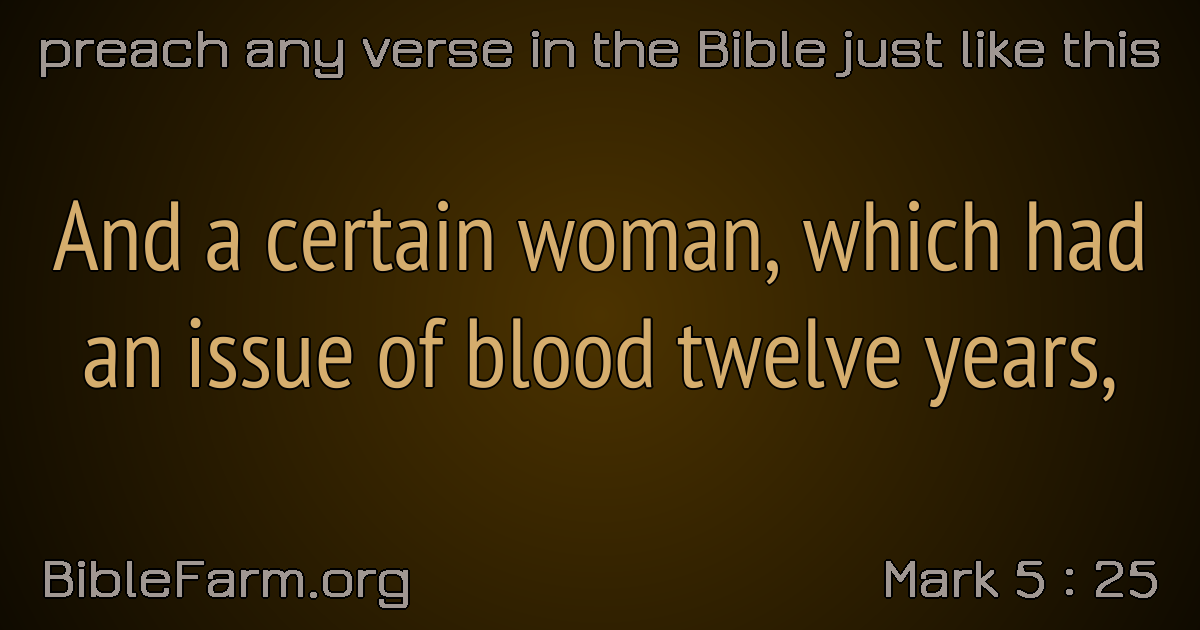 preach any verse in the Bible just like this
And a certain woman, which had
an issue of blood twelve years,
BibleFarm.org
Mark 5 : 25